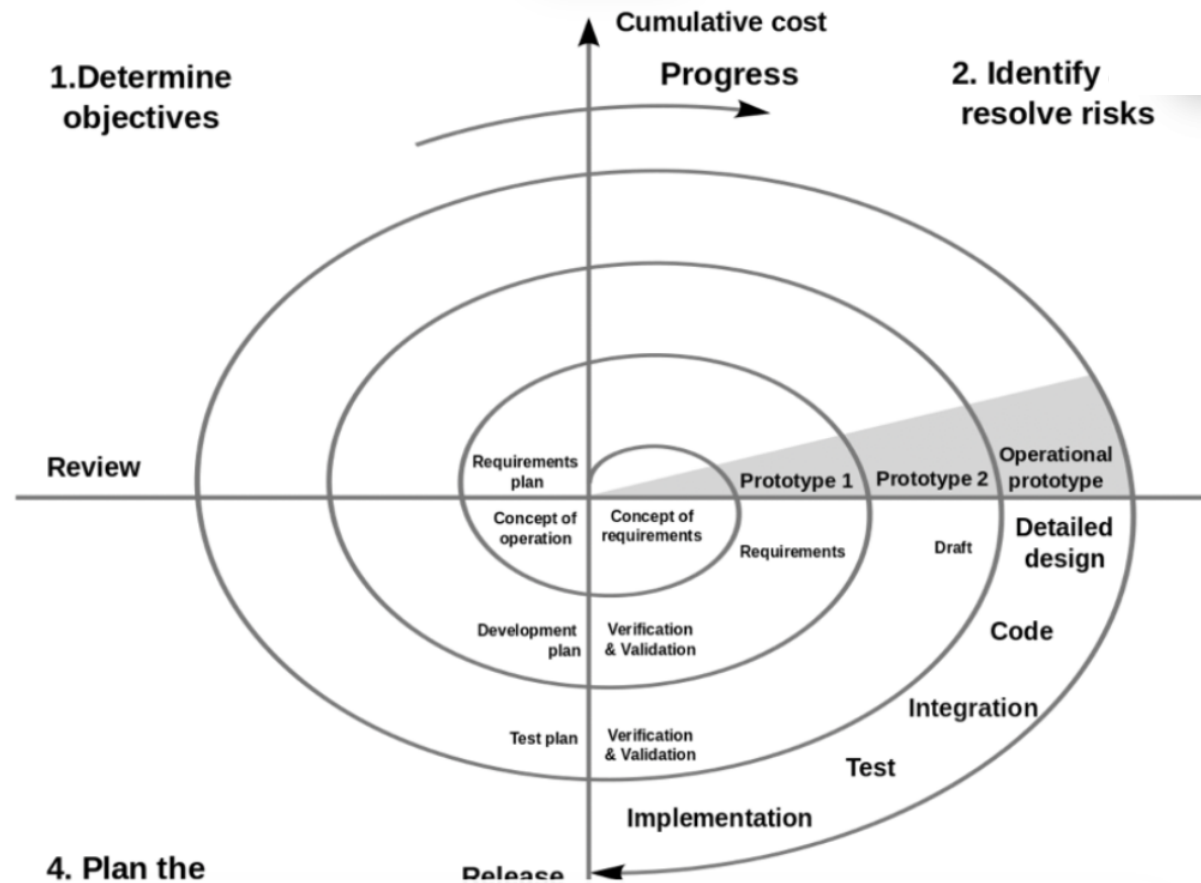 Cumulative cost
1.Determine
objectives
Progress
2. Identify
resolve risks
Review
Requirements
plan
Prototype 1
Prototype 2
Operational
prototype
Concept of
operation
Concept of
requirements
Requirements
Draft
Detailed
design
Development
plan
Verification
& Validation
Code
Integration
Test plan
Verification
& Validation
Test
Implementation
4. Plan the
Release